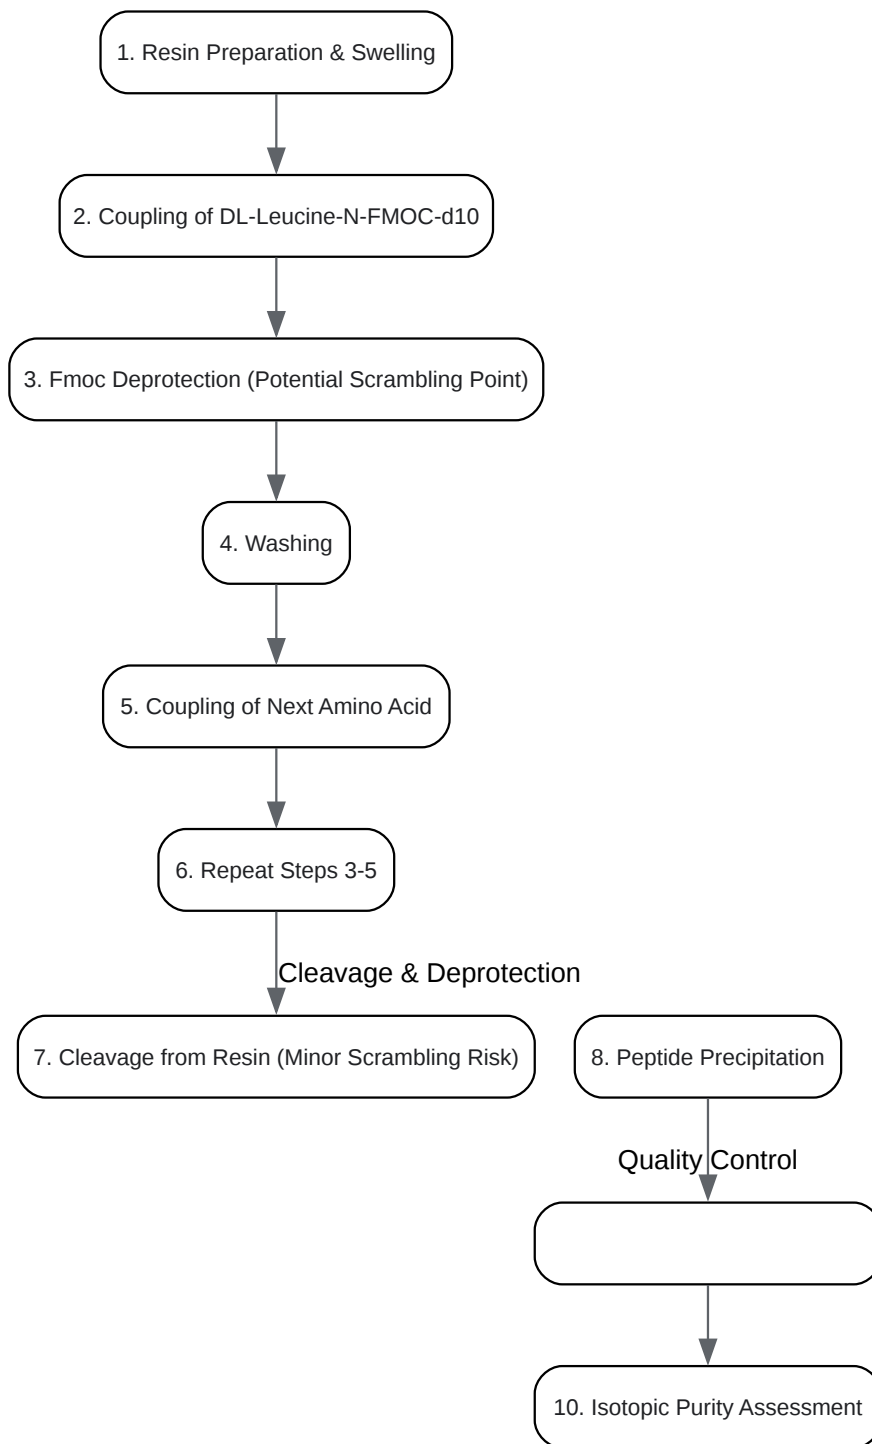 1. Resin Preparation & Swelling
2. Coupling of DL-Leucine-N-FMOC-d10
3. Fmoc Deprotection (Potential Scrambling Point)
4. Washing
5. Coupling of Next Amino Acid
6. Repeat Steps 3-5
Cleavage & Deprotection
7. Cleavage from Resin (Minor Scrambling Risk)
8. Peptide Precipitation
Quality Control
10. Isotopic Purity Assessment